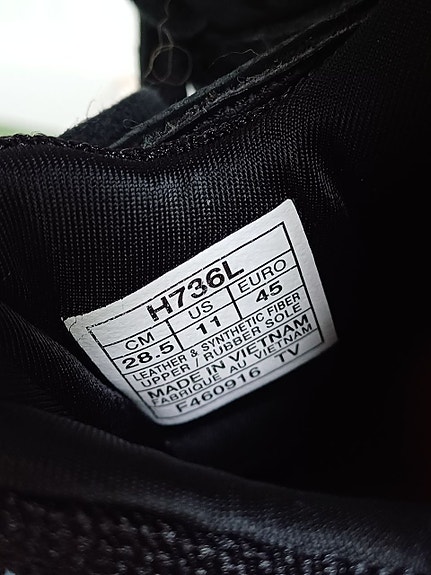 H736L
CM US EURO
28.5 11 45
LEATHER & SYNTHETIC FIBER
UPPER / RUBBER SOLE
MADE IN VIETNAM
FABRIQUE AU VIETNAM
F460916 TV